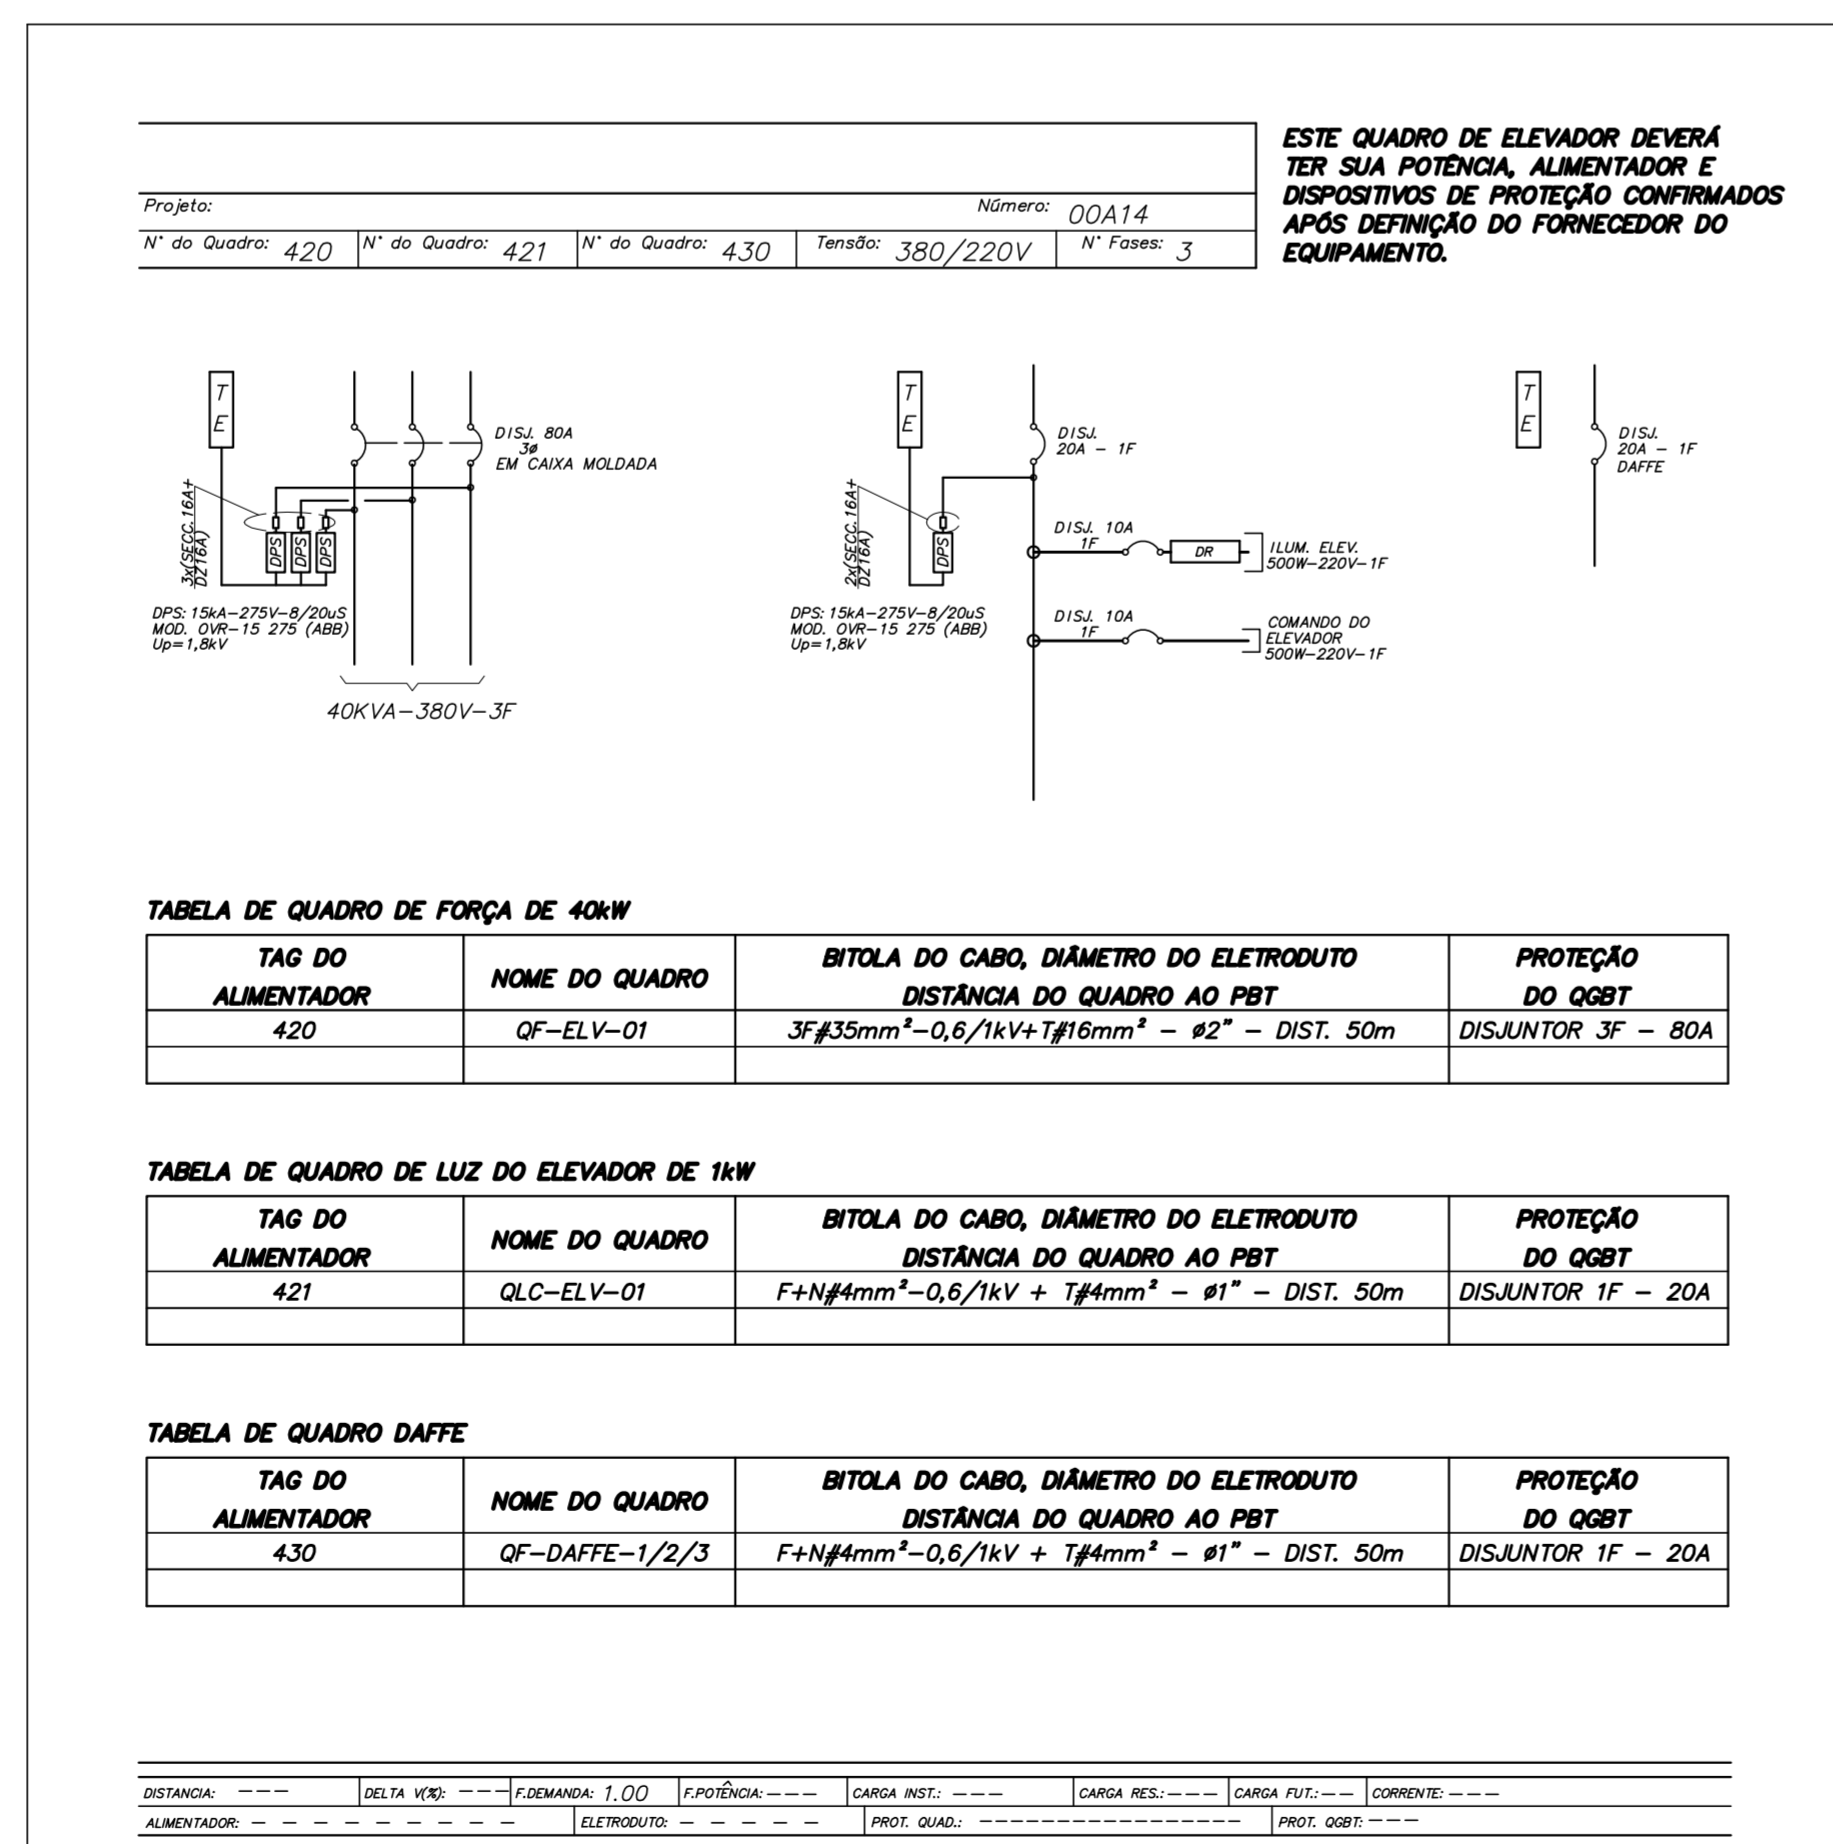 ESTE QUADRO DE ELEVADOR DEVERÁ
TER SUA POTÊNCIA, ALIMENTADOR E
DISPOSITIVOS DE PROTEÇÃO CONFIRMADOS
APÓS DEFINIÇÃO DO FORNECEDOR DO
EQUIPAMENTO.
Projeto: Número: 00A14
N° do Quadro: 420 N° do Quadro: 421 N° do Quadro: 430 Tensão: 380/220V N° Fases: 3
T
E
DISJ. 80A
3ø
EM CAIXA MOLDADA
3x(SECC.16A+
DZ16A)
DPS
DPS
DPS
DPS: 15kA-275V-8/20uS
MOD. OVR-15 275 (ABB)
Up=1,8kV
40KVA-380V-3F
T
E
DISJ.
20A - 1F
2x(SECC.16A+
DZ16A)
DPS
DPS: 15kA-275V-8/20uS
MOD. OVR-15 275 (ABB)
Up=1,8kV
DISJ. 10A
1F
DR
ILUM. ELEV.
500W-220V-1F
DISJ. 10A
1F
COMANDO DO
ELEVADOR
500W-220V-1F
T
E
DISJ.
20A - 1F
DAFFE
TABELA DE QUADRO DE FORÇA DE 40kW
TAG DO
ALIMENTADOR
NOME DO QUADRO
BITOLA DO CABO, DIÂMETRO DO ELETRODUTO
DISTÂNCIA DO QUADRO AO PBT
PROTEÇÃO
DO QGBT
420 QF-ELV-01 3F#35mm²-0,6/1kV+T#16mm² - ø2" - DIST. 50m DISJUNTOR 3F - 80A
TABELA DE QUADRO DE LUZ DO ELEVADOR DE 1kW
TAG DO
ALIMENTADOR
NOME DO QUADRO
BITOLA DO CABO, DIÂMETRO DO ELETRODUTO
DISTÂNCIA DO QUADRO AO PBT
PROTEÇÃO
DO QGBT
421 QLC-ELV-01 F+N#4mm²-0,6/1kV + T#4mm² - ø1" - DIST. 50m DISJUNTOR 1F - 20A
TABELA DE QUADRO DAFFE
TAG DO
ALIMENTADOR
NOME DO QUADRO
BITOLA DO CABO, DIÂMETRO DO ELETRODUTO
DISTÂNCIA DO QUADRO AO PBT
PROTEÇÃO
DO QGBT
430 QF-DAFFE-1/2/3 F+N#4mm²-0,6/1kV + T#4mm² - ø1" - DIST. 50m DISJUNTOR 1F - 20A
DISTANCIA: --- DELTA V(%): --- F.DEMANDA: 1.00 F.POTÊNCIA: --- CARGA INST.: --- CARGA RES.: --- CARGA FUT.: -- CORRENTE: ---
ALIMENTADOR: - - - - - - - - - ELETRODUTO: - - - - - PROT. QUAD.: ----------------- PROT. QGBT: ---